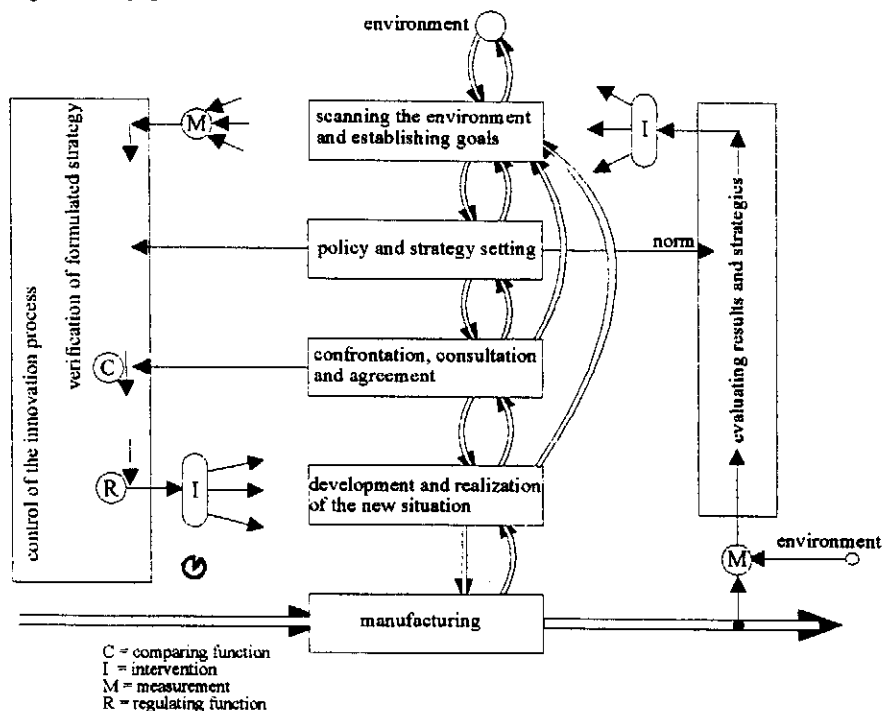 environment
scanning the environment
and establishing goals
M
I
policy and strategy setting
norm
confrontation, consultation
and agreement
C
development and realization
of the new situation
R
I
manufacturing
M
environment
control of the innovation process
verification of formulated strategy
evaluating results and strategies
C = comparing function
I = intervention
M = measurement
R = regulating function